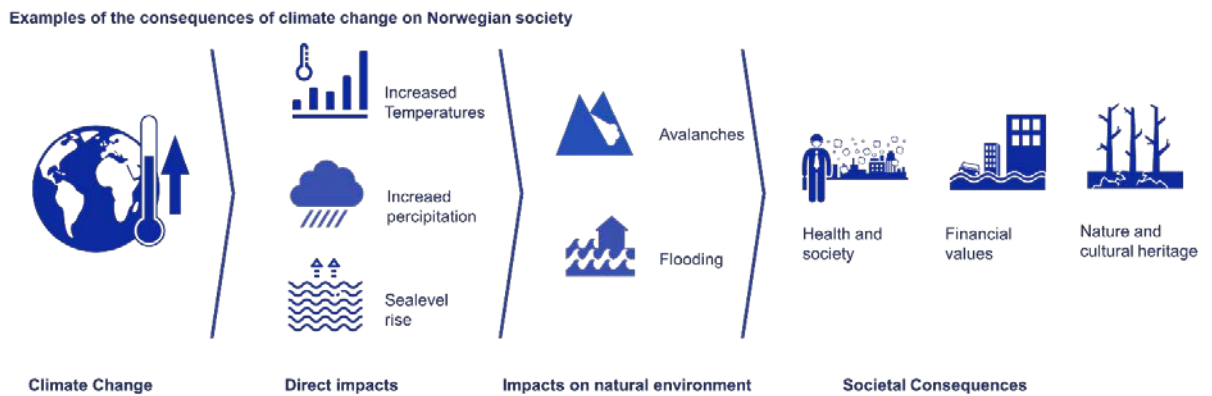 Examples of the consequences of climate change on Norwegian society
Increased
Temperatures
Increaed
percipitation
Sealevel
rise
Avalanches
Flooding
Health and
society
Financial
values
Nature and
cultural heritage
Climate Change
Direct impacts
Impacts on natural environment
Societal Consequences